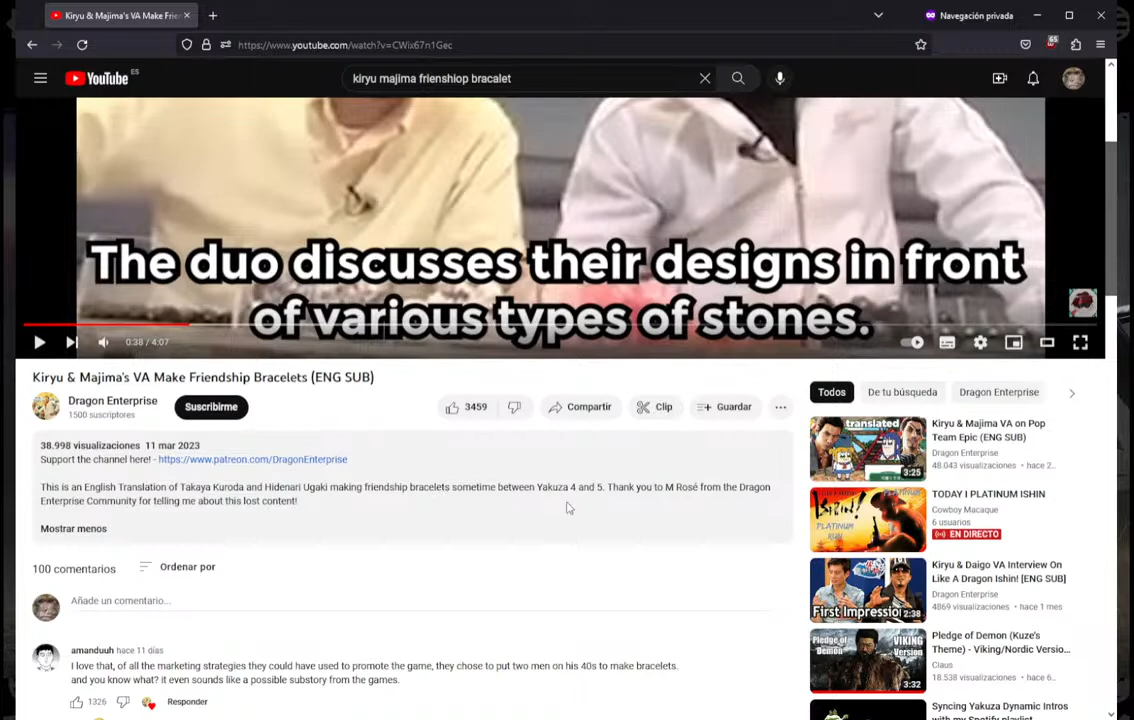 Kiryu & Majima's VA Make Frien
Navegación privada
https://www.youtube.com/watch?v=CWix67n1Gec
65
YouTube ES
kiryu majima frienshiop bracalet
The duo discusses their designs in front
of various types of stones.
0:38 / 4:07
Kiryu & Majima's VA Make Friendship Bracelets (ENG SUB)
Dragon Enterprise
1500 suscriptores
Suscribirme
3459
Compartir
Clip
Guardar
38.998 visualizaciones 11 mar 2023
Support the channel here! - https://www.patreon.com/DragonEnterprise
This is an English Translation of Takaya Kuroda and Hidenari Ugaki making friendship bracelets sometime between Yakuza 4 and 5. Thank you to M Rosé from the Dragon
Enterprise Community for telling me about this lost content!
Mostrar menos
100 comentarios
Ordenar por
Añade un comentario...
amanduuh hace 11 días
I love that, of all the marketing strategies they could have used to promote the game, they chose to put two men on his 40s to make bracelets.
and you know what? it even sounds like a possible substory from the games.
1326
Responder
Todos
De tu búsqueda
Dragon Enterprise
translated
3:25
Kiryu & Majima VA on Pop
Team Epic (ENG SUB)
Dragon Enterprise
48.043 visualizaciones • hace 2...
ISHIN!
PLATINUM
RUN
TODAY I PLATINUM ISHIN
Cowboy Macaque
6 usuarios
EN DIRECTO
First Impressio
2:38
Kiryu & Daigo VA Interview On
Like A Dragon Ishin! [ENG SUB]
Dragon Enterprise
4869 visualizaciones • hace 1 mes
Pledge of
Demon
VIKING
Version
3:32
Pledge of Demon (Kuze's
Theme) - Viking/Nordic Versio...
Claus
18.538 visualizaciones • hace 6...
Syncing Yakuza Dynamic Intros
with my Spotify playlist